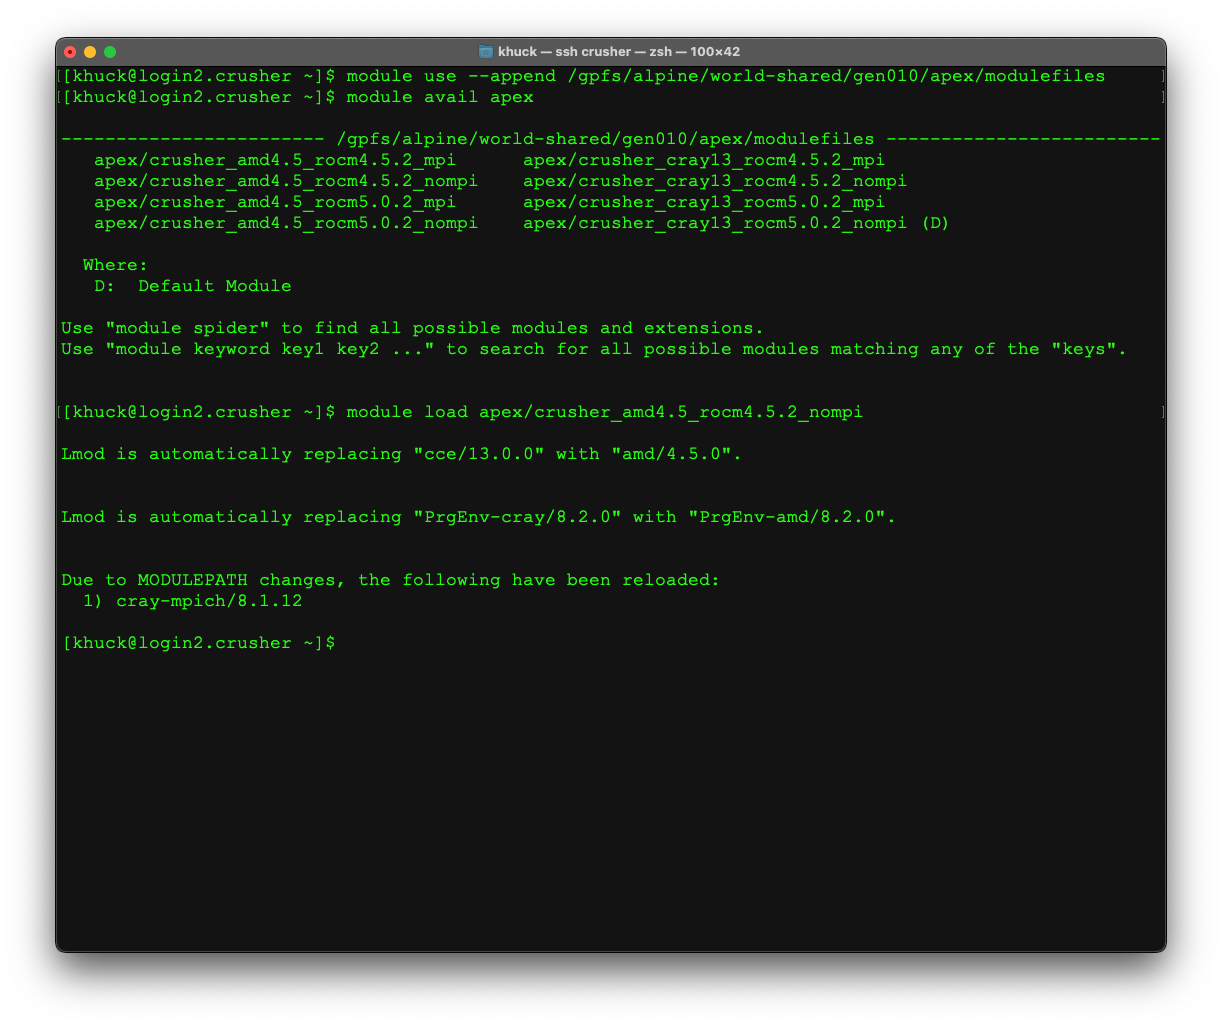 khuck — ssh crusher — zsh — 100×42
[[khuck@login2.crusher ~]$ module use --append /gpfs/alpine/world-shared/gen010/apex/modulefiles ]
[[khuck@login2.crusher ~]$ module avail apex ]
------------------------ /gpfs/alpine/world-shared/gen010/apex/modulefiles -------------------------
apex/crusher_amd4.5_rocm4.5.2_mpi apex/crusher_cray13_rocm4.5.2_mpi
apex/crusher_amd4.5_rocm4.5.2_nompi apex/crusher_cray13_rocm4.5.2_nompi
apex/crusher_amd4.5_rocm5.0.2_mpi apex/crusher_cray13_rocm5.0.2_mpi
apex/crusher_amd4.5_rocm5.0.2_nompi apex/crusher_cray13_rocm5.0.2_nompi (D)
Where:
D: Default Module
Use "module spider" to find all possible modules and extensions.
Use "module keyword key1 key2 ..." to search for all possible modules matching any of the "keys".
[[khuck@login2.crusher ~]$ module load apex/crusher_amd4.5_rocm4.5.2_nompi ]
Lmod is automatically replacing "cce/13.0.0" with "amd/4.5.0".
Lmod is automatically replacing "PrgEnv-cray/8.2.0" with "PrgEnv-amd/8.2.0".
Due to MODULEPATH changes, the following have been reloaded:
1) cray-mpich/8.1.12
[khuck@login2.crusher ~]$